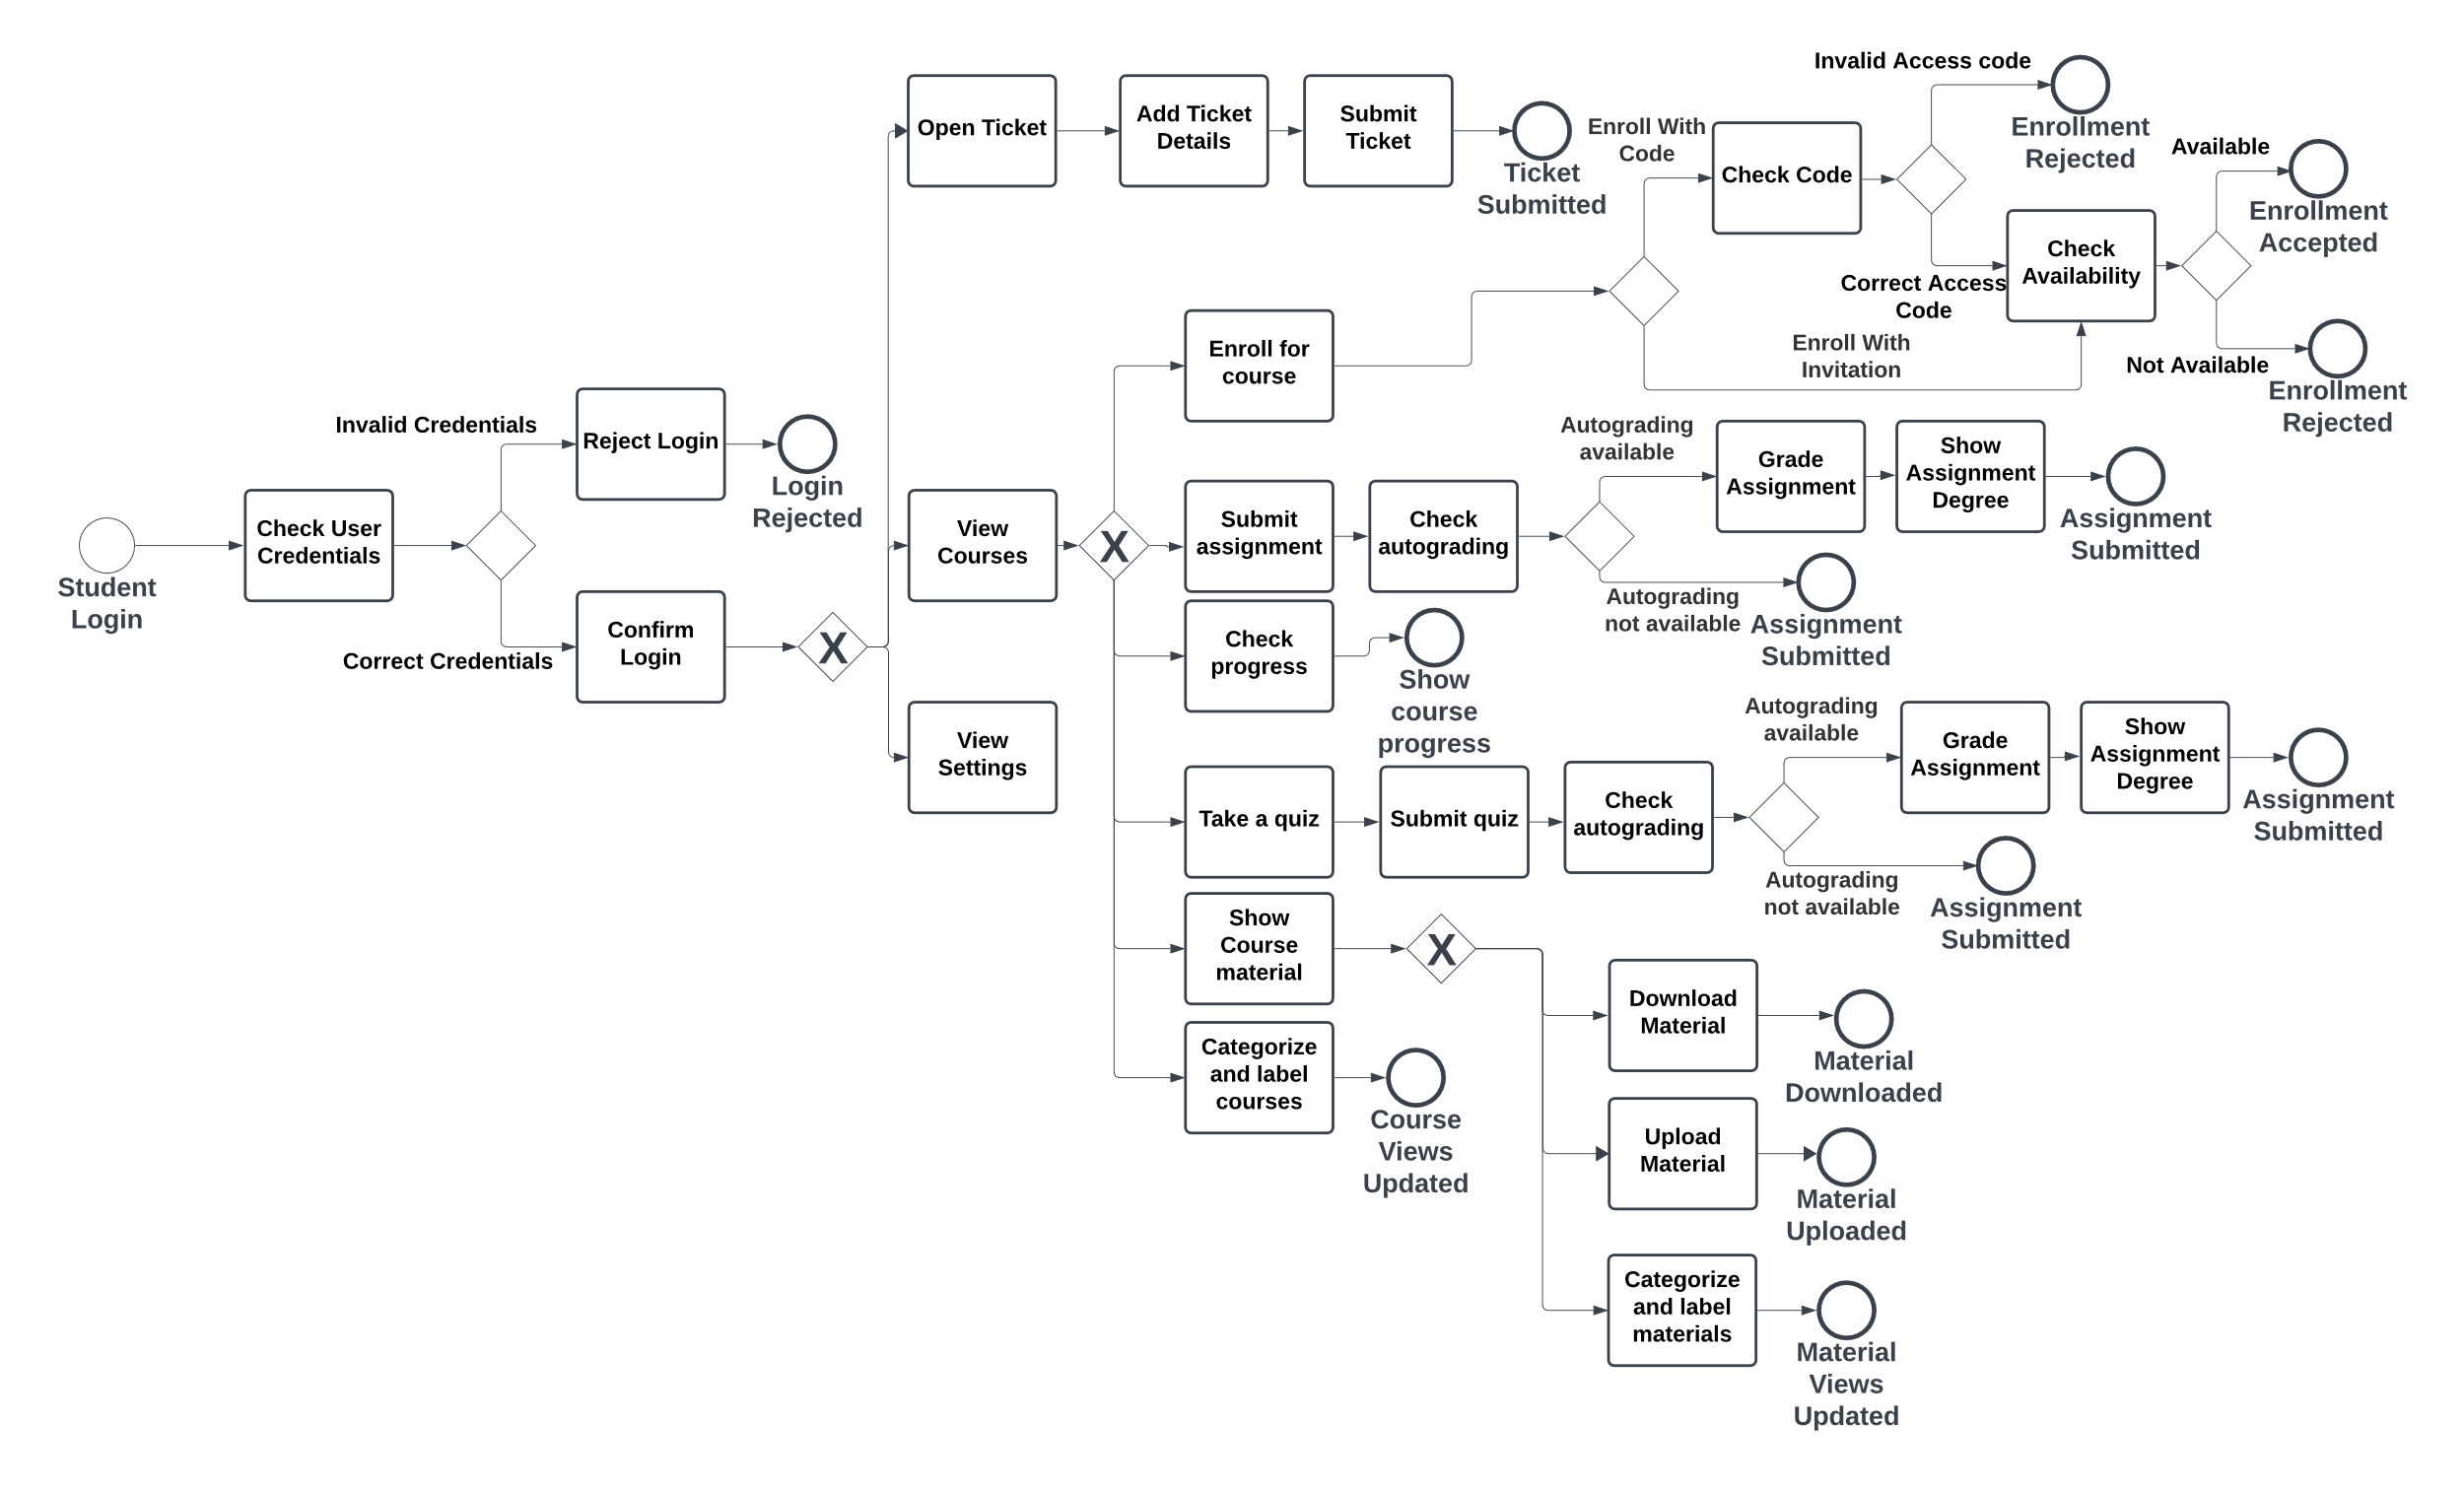 Invalid Access code
Enrollment
Rejected
Open Ticket
Add Ticket
Details
Submit
Ticket
Ticket
Submitted
Enroll With
Code
Check Code
Available
Enrollment
Accepted
Check
Availability
Correct Access
Code
Enroll With
Invitation
Not Available
Enrollment
Rejected
Enroll for
course
Invalid Credentials
Reject Login
Login
Rejected
Student
Login
Check User
Credentials
Correct Credentials
Confirm
Login
X
View
Courses
X
View
Settings
Submit
assignment
Check
autograding
Autograding
available
Grade
Assignment
Show
Assignment
Degree
Assignment
Submitted
Autograding
not available
Assignment
Submitted
Check
progress
Show
course
progress
Take a quiz
Submit quiz
Check
autograding
Autograding
available
Grade
Assignment
Show
Assignment
Degree
Assignment
Submitted
Autograding
not available
Assignment
Submitted
Show
Course
material
X
Download
Material
Material
Downloaded
Categorize
and label
courses
Course
Views
Updated
Upload
Material
Material
Uploaded
Categorize
and label
materials
Material
Views
Updated